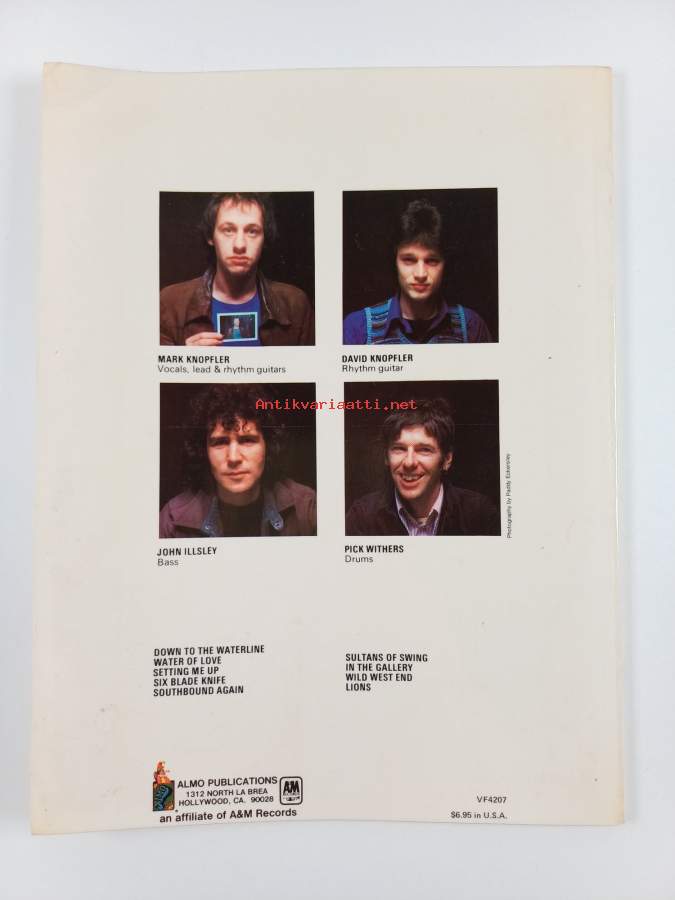 MARK KNOPFLER
Vocals, lead & rhythm guitars
DAVID KNOPFLER
Rhythm guitar
Antikvariaatti.net
JOHN ILLSLEY
Bass
PICK WITHERS
Drums
Photography by Paddy Eckersley
DOWN TO THE WATERLINE
WATER OF LOVE
SETTING ME UP
SIX BLADE KNIFE
SOUTHBOUND AGAIN
SULTANS OF SWING
IN THE GALLERY
WILD WEST END
LIONS
ALMO PUBLICATIONS
1312 NORTH LA BREA
HOLLYWOOD, CA. 90028
an affiliate of A&M Records
A&M
VF4207
$6.95 in U.S.A.